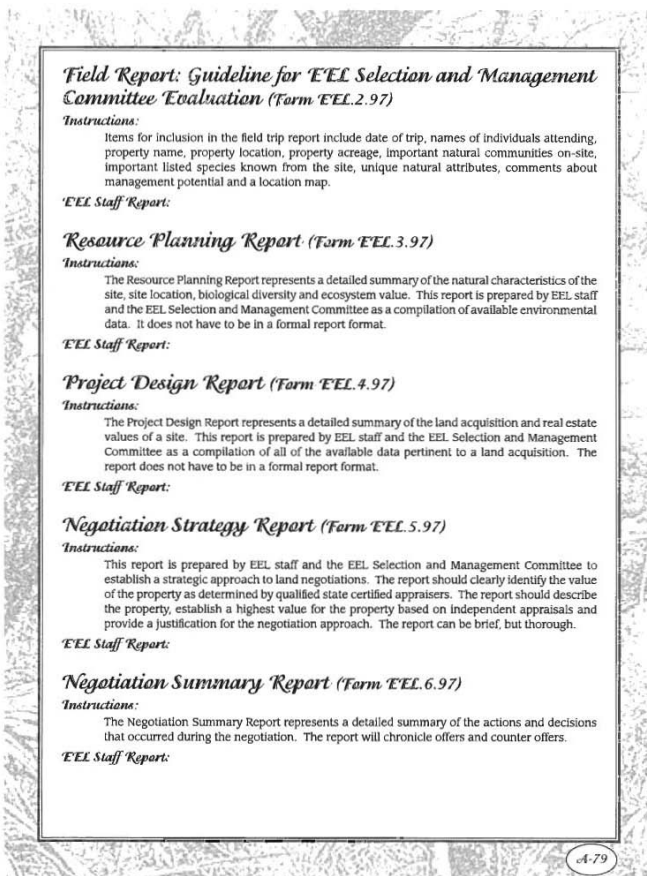 Field Report: Guideline for EEL Selection and Management
Committee Evaluation (Form EEL.2.97)
Instructions:
Items for inclusion in the field trip report include date of trip, names of individuals attending,
property name, property location, property acreage, important natural communities on-site,
important listed species known from the site, unique natural attributes, comments about
management potential and a location map.
EEL Staff Report:
Resource Planning Report (Form EEL.3.97)
Instructions:
The Resource Planning Report represents a detailed summary of the natural characteristics of the
site, site location, biological diversity and ecosystem value. This report is prepared by EEL staff
and the EEL Selection and Management Committee as a compilation of available environmental
data. It does not have to be in a formal report format.
EEL Staff Report:
Project Design Report (Form EEL.4.97)
Instructions:
The Project Design Report represents a detailed summary of the land acquisition and real estate
values of a site. This report is prepared by EEL staff and the EEL Selection and Management
Committee as a compilation of all of the available data pertinent to a land acquisition. The
report does not have to be in a formal report format.
EEL Staff Report:
Negotiation Strategy Report (Form EEL.5.97)
Instructions:
This report is prepared by EEL staff and the EEL Selection and Management Committee to
establish a strategic approach to land negotiations. The report should clearly identify the value
of the property as determined by qualified state certified appraisers. The report should describe
the property, establish a highest value for the property based on independent appraisals and
provide a justification for the negotiation approach. The report can be brief, but thorough.
EEL Staff Report:
Negotiation Summary Report (Form EEL.6.97)
Instructions:
The Negotiation Summary Report represents a detailed summary of the actions and decisions
that occurred during the negotiation. The report will chronicle offers and counter offers.
EEL Staff Report:
A-79